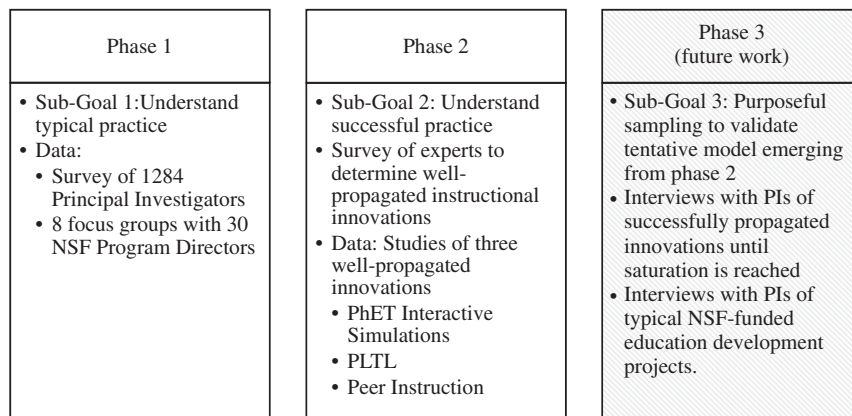 Phase 1
• Sub-Goal 1:Understand
typical practice
• Data:
• Survey of 1284
Principal Investigators
• 8 focus groups with 30
NSF Program Directors
Phase 2
• Sub-Goal 2: Understand
successful practice
• Survey of experts to
determine well-
propagated instructional
innovations
• Data: Studies of three
well-propagated
innovations
• PhET Interactive
Simulations
• PLTL
• Peer Instruction
Phase 3
(future work)
• Sub-Goal 3: Purposeful
sampling to validate
tentative model emerging
from phase 2
• Interviews with PIs of
successfully propagated
innovations until
saturation is reached
• Interviews with PIs of
typical NSF-funded
education development
projects.